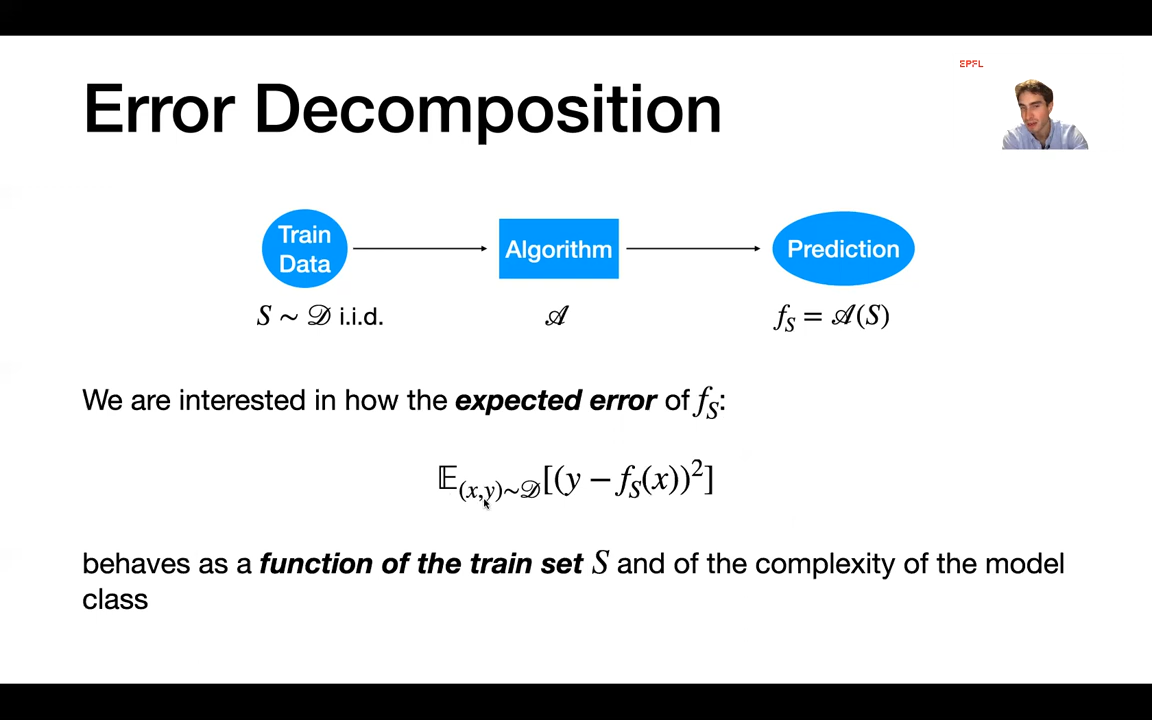 EPFL
Error Decomposition
Train
Data
Algorithm
Prediction
S ∼ 𝒟 i.i.d.
𝒜
f_S = 𝒜(S)
We are interested in how the expected error of f_S:
𝔼_{(x,y)∼𝒟}[(y − f_S(x))²]
behaves as a function of the train set S and of the complexity of the model
class